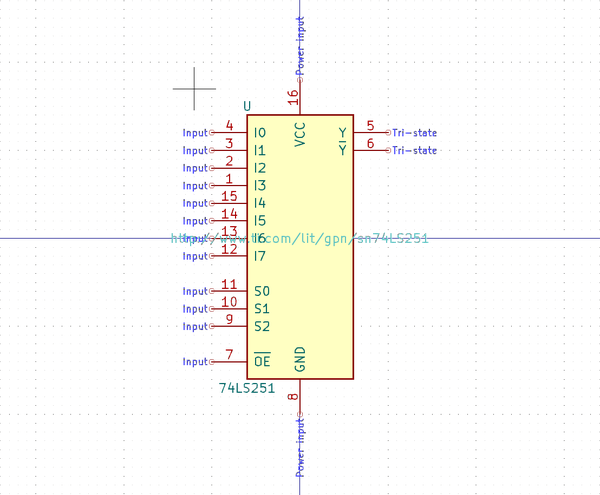 Power input
16
VCC
U
Input 4 I0 Y 5 Tri-state
Input 3 I1 Y 6 Tri-state
Input 2 I2
Input 1 I3
Input 15 I4
Input 14 I5
Input 13 I6
http://www.ti.com/lit/gpn/sn74LS251
Input 12 I7
Input 11 S0
Input 10 S1
Input 9 S2
Input 7 OE
GND
74LS251
8
Power input